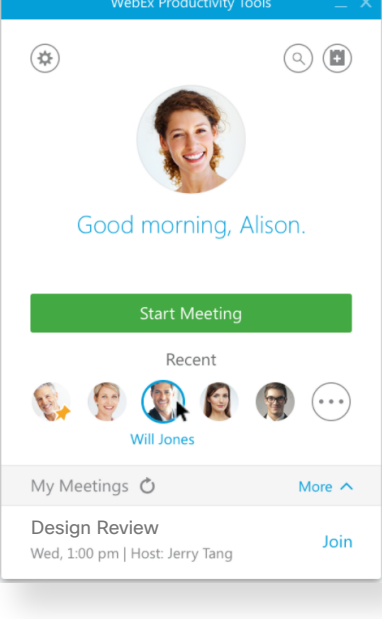 WebEx Productivity Tools
Good morning, Alison.
Start Meeting
Recent
Will Jones
My Meetings More
Design Review
Wed, 1:00 pm | Host: Jerry Tang Join